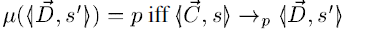 μ(⟨D⃗, s′⟩) = p iff ⟨C⃗, s⟩ →ₚ ⟨D⃗, s′⟩